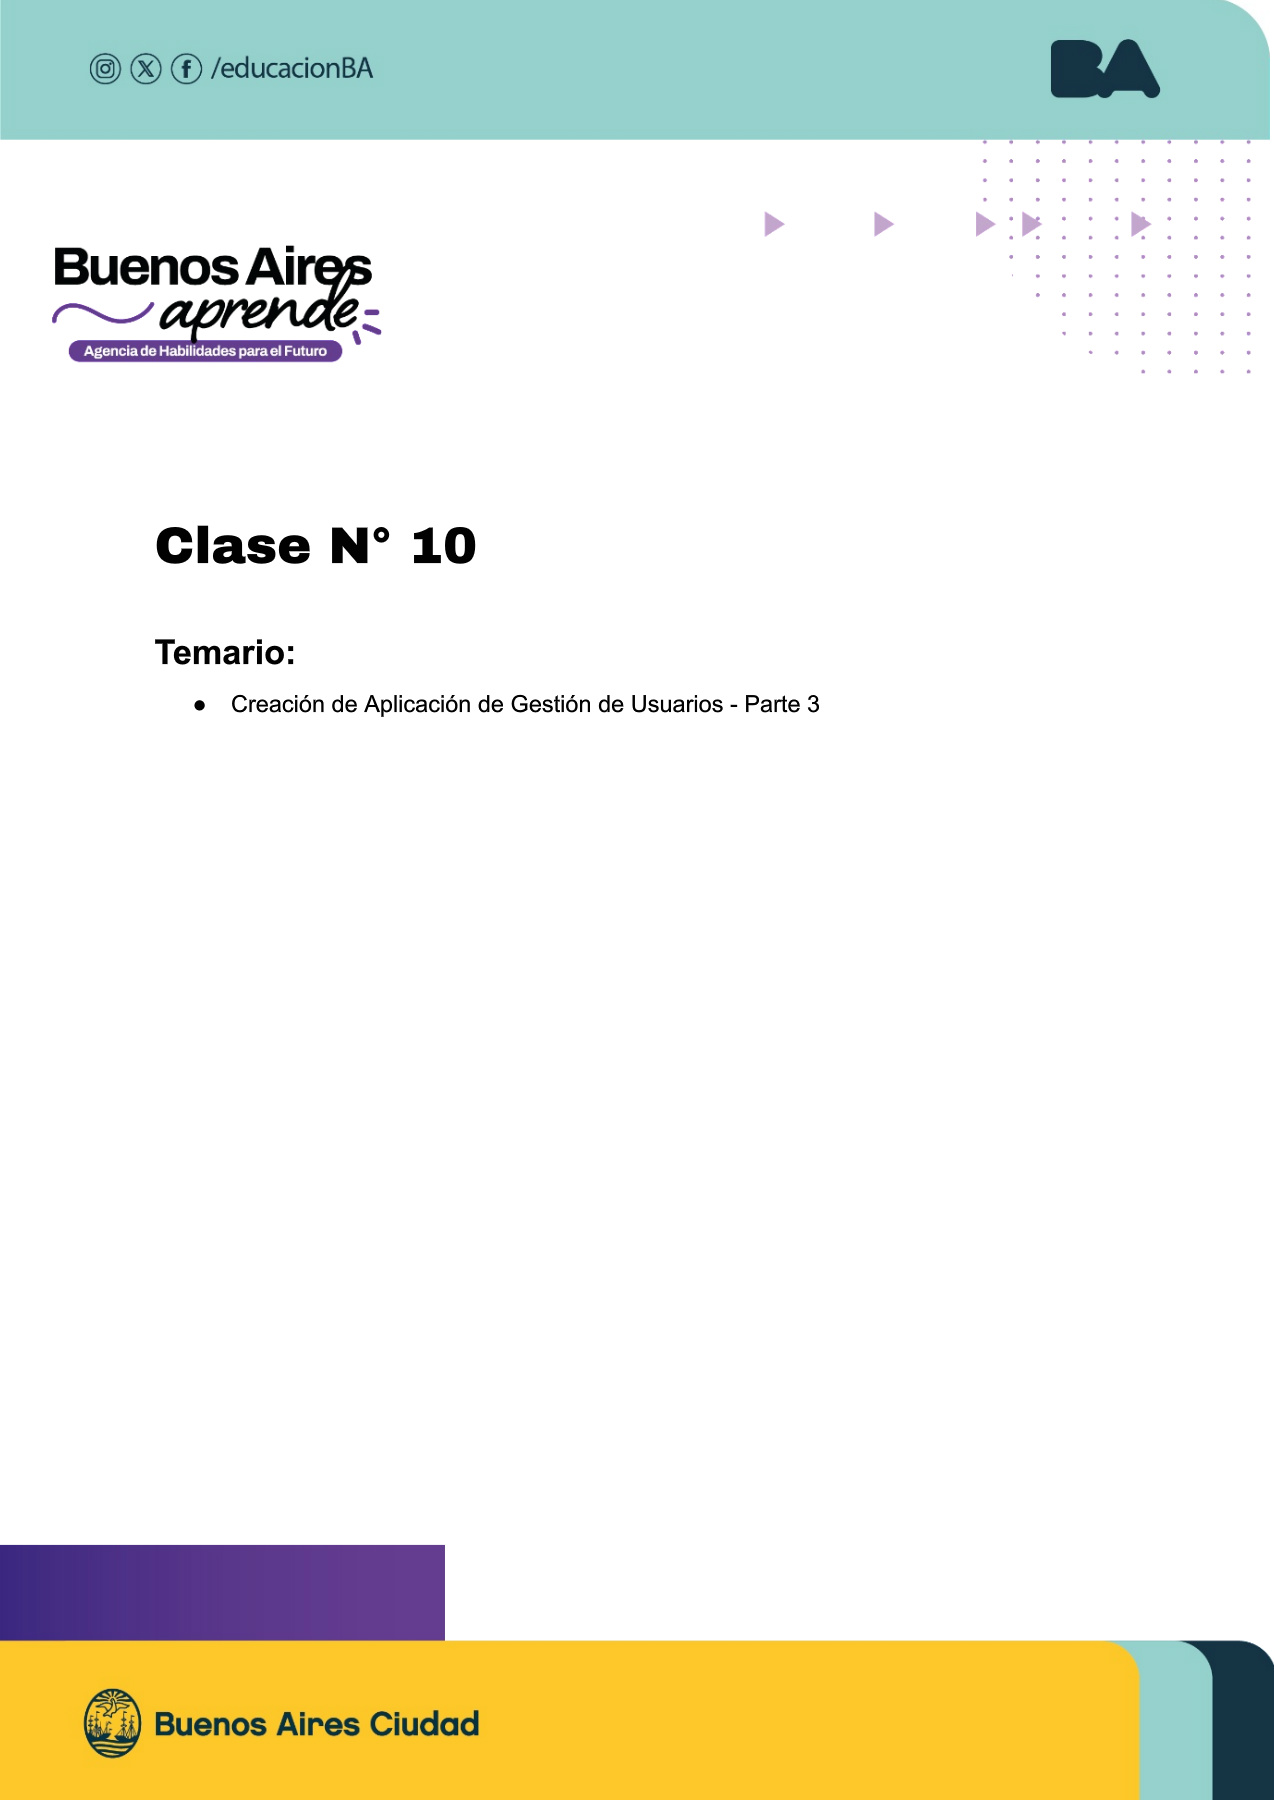 /educacionBA
BA
Buenos Aires
aprende
Agencia de Habilidades para el Futuro
Clase N° 10
Temario:
● Creación de Aplicación de Gestión de Usuarios - Parte 3
Buenos Aires Ciudad